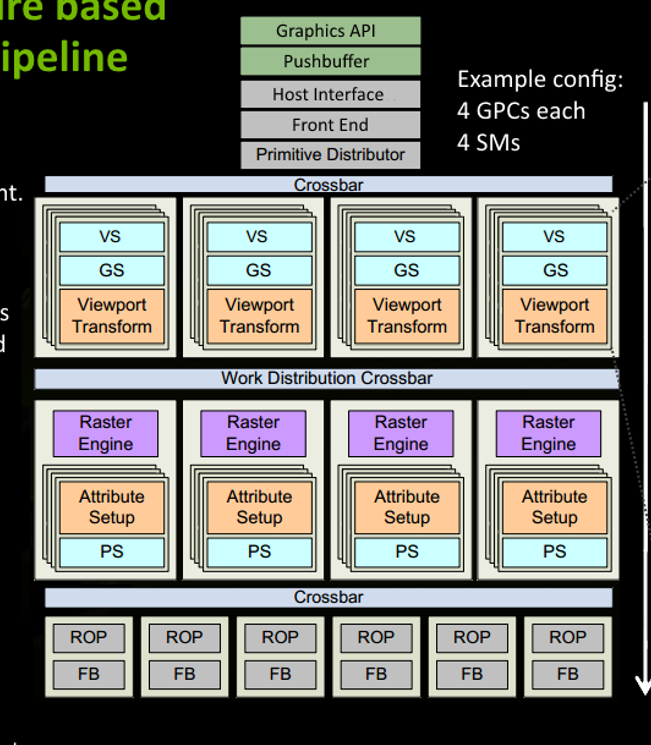 re based
ipeline
Graphics API
Pushbuffer
Host Interface
Front End
Primitive Distributor
Example config:
4 GPCs each
4 SMs
Crossbar
nt.
VS VS VS VS
GS GS GS GS
Viewport Viewport Viewport Viewport
Transform Transform Transform Transform
s
d
Work Distribution Crossbar
Raster Raster Raster Raster
Engine Engine Engine Engine
Attribute Attribute Attribute Attribute
Setup Setup Setup Setup
PS PS PS PS
Crossbar
ROP ROP ROP ROP ROP ROP
FB FB FB FB FB FB